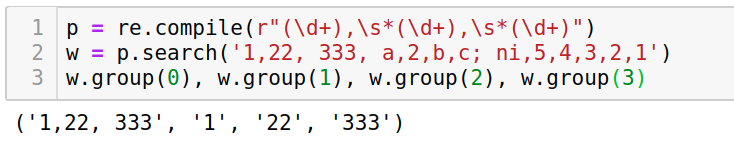 1 p = re.compile(r"(\d+),\s*(\d+),\s*(\d+)")
2 w = p.search('1,22, 333, a,2,b,c; ni,5,4,3,2,1')
3 w.group(0), w.group(1), w.group(2), w.group(3)
('1,22, 333', '1', '22', '333')